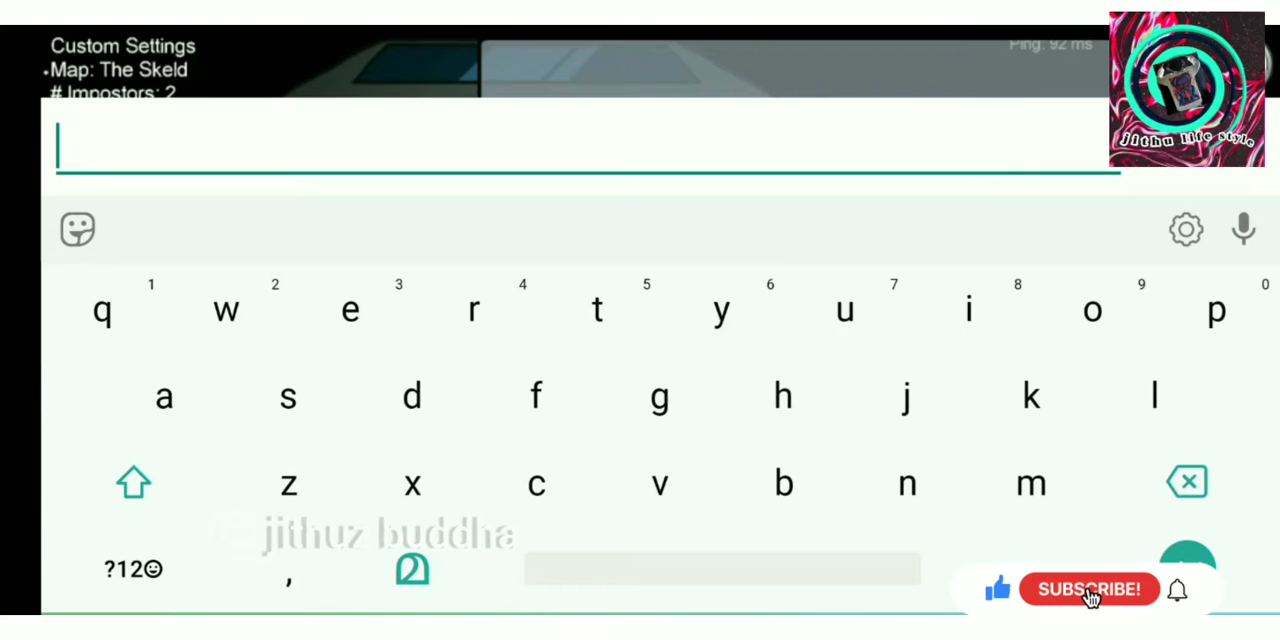 Custom Settings
Map: The Skeld
# Impostors: 2
Ping: 92 ms
jithu life style
1 2 3 4 5 6 7 8 9 0
q w e r t y u i o p
a s d f g h j k l
z x c v b n m
jithuz buddha
?12☺ , മ
SUBSCRIBE!